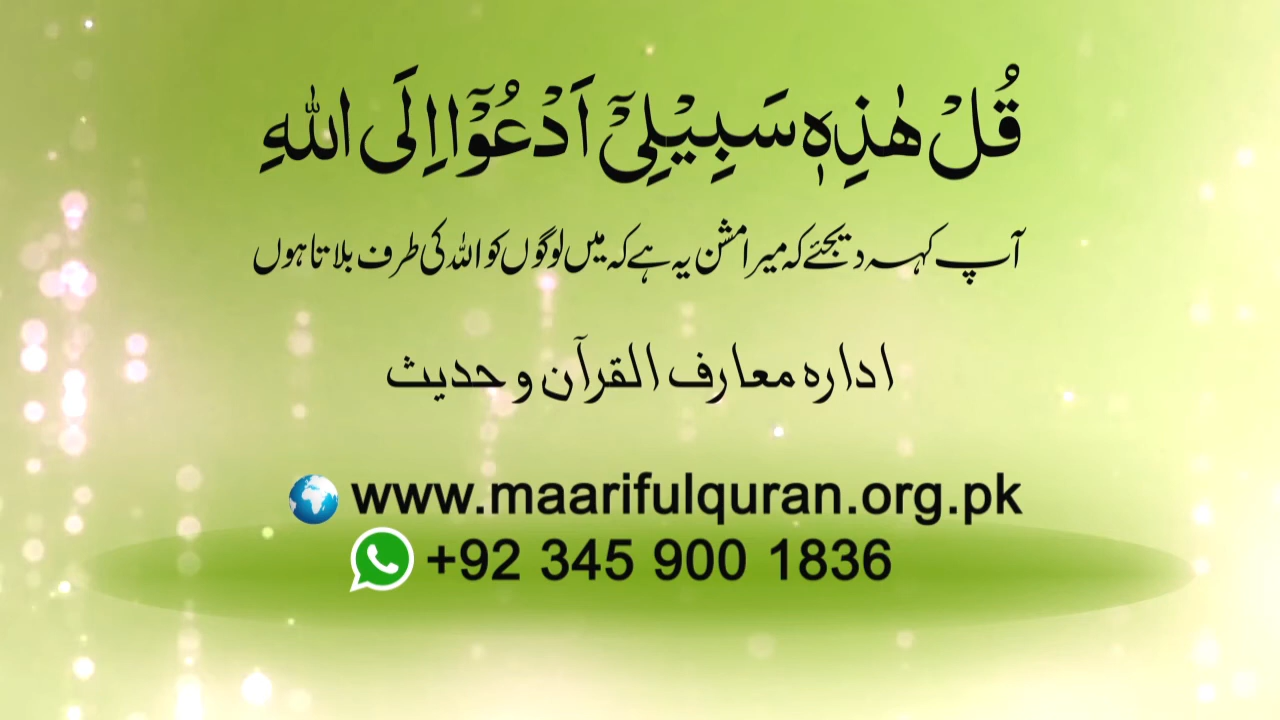 قُلْ هٰذِهٖ سَبِيْلِيْٓ اَدْعُوْٓا اِلَى اللهِ
آپ کہہ دیجئے کہ میرا مشن یہ ہے کہ میں لوگوں کو اللہ کی طرف بلاتا ہوں
ادارہ معارف القرآن و حدیث
www.maarifulquran.org.pk
+92 345 900 1836